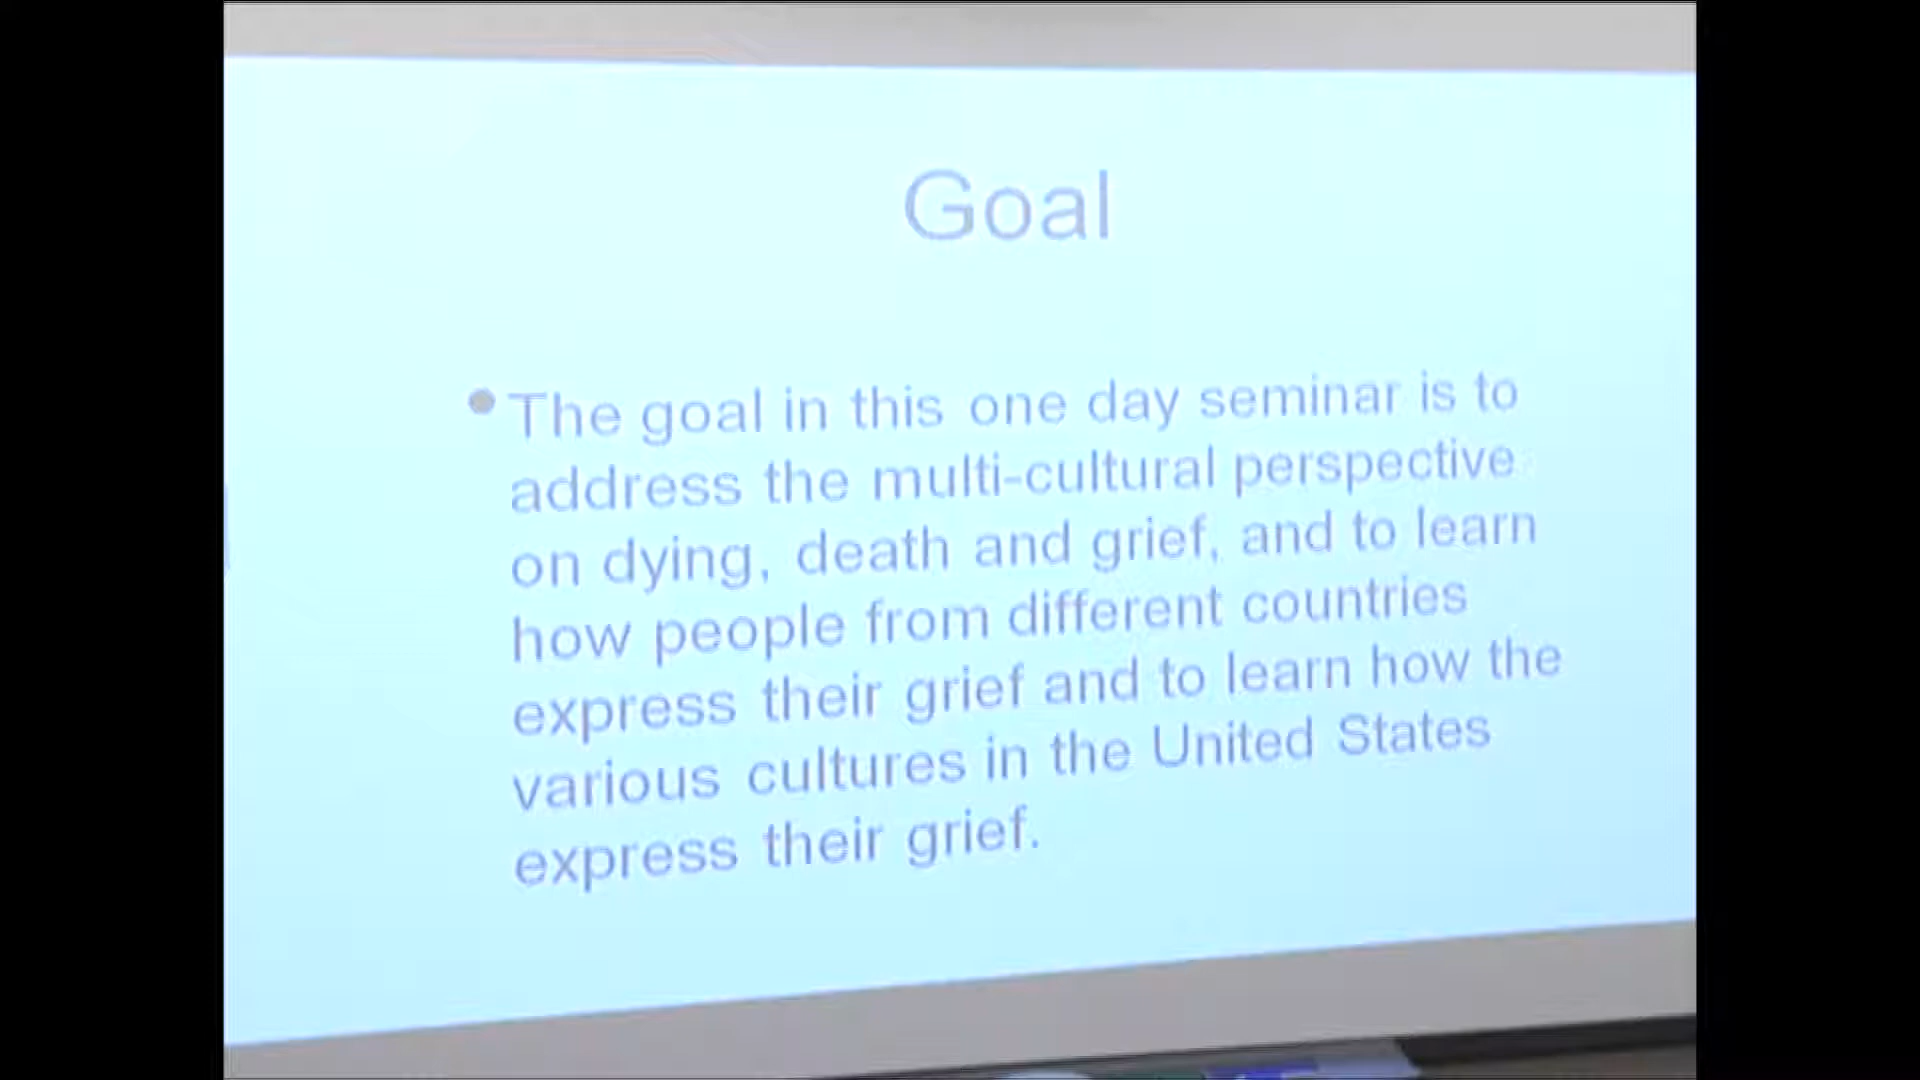 Goal
• The goal in this one day seminar is to
address the multi-cultural perspective
on dying, death and grief, and to learn
how people from different countries
express their grief and to learn how the
various cultures in the United States
express their grief.